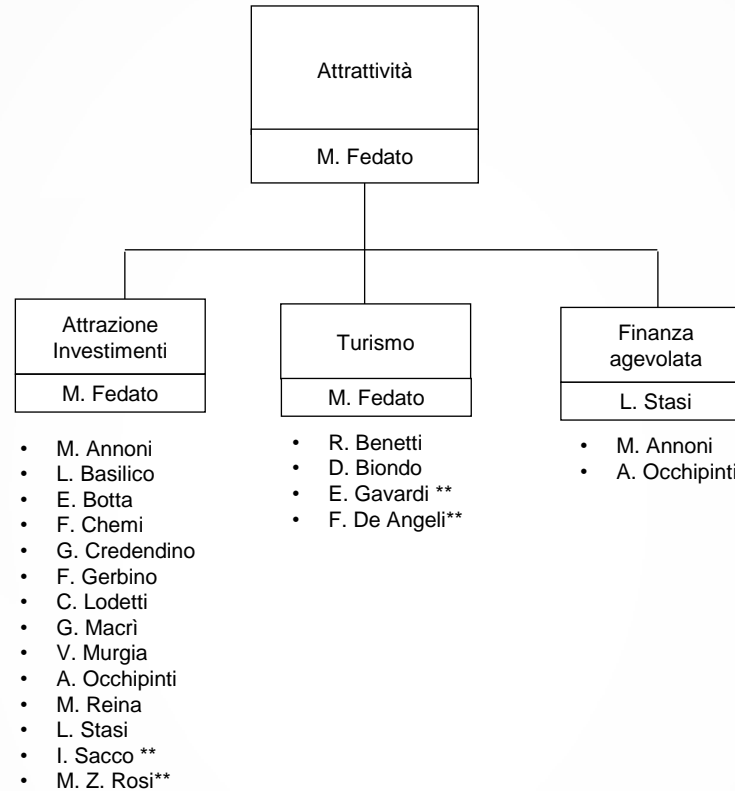 Attrattività
M. Fedato
Attrazione
Investimenti
M. Fedato
• M. Annoni
• L. Basilico
• E. Botta
• F. Chemi
• G. Credendino
• F. Gerbino
• C. Lodetti
• G. Macrì
• V. Murgia
• A. Occhipinti
• M. Reina
• L. Stasi
• I. Sacco **
• M. Z. Rosi**
Turismo
M. Fedato
• R. Benetti
• D. Biondo
• E. Gavardi **
• F. De Angeli**
Finanza
agevolata
L. Stasi
• M. Annoni
• A. Occhipinti